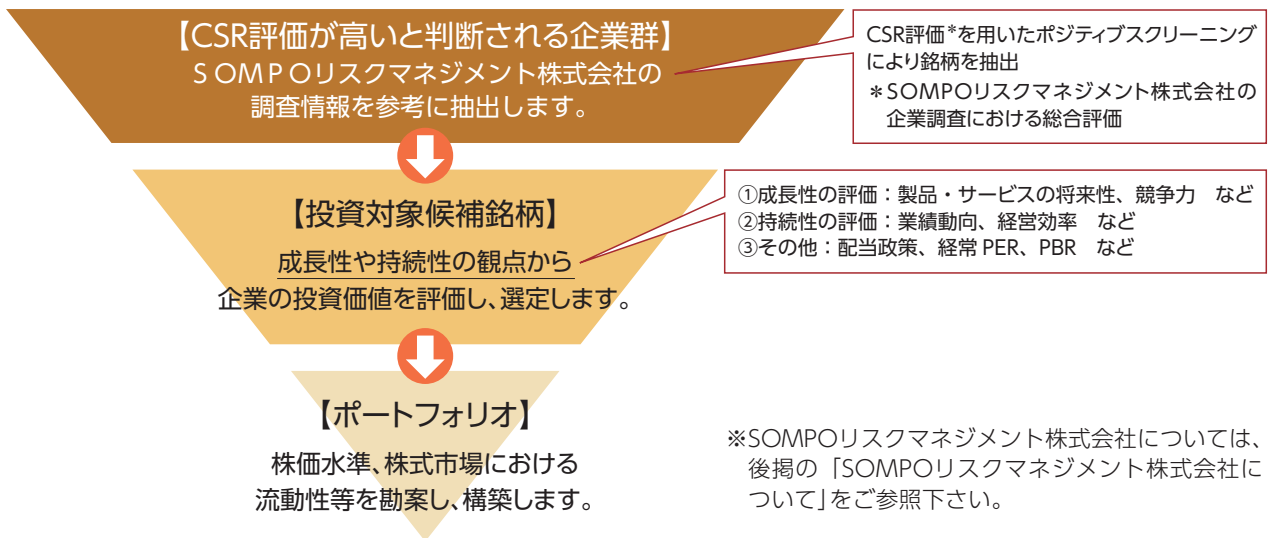 【CSR評価が高いと判断される企業群】
ＳＯＭＰＯリスクマネジメント株式会社の
調査情報を参考に抽出します。
CSR評価＊を用いたポジティブスクリーニング
により銘柄を抽出
＊SOMPOリスクマネジメント株式会社の
企業調査における総合評価
【投資対象候補銘柄】
成長性や持続性の観点から
企業の投資価値を評価し、選定します。
①成長性の評価：製品・サービスの将来性、競争力　など
②持続性の評価：業績動向、経営効率　など
③その他：配当政策、経常 PER、PBR　など
【ポートフォリオ】
株価水準、株式市場における
流動性等を勘案し、構築します。
※SOMPOリスクマネジメント株式会社については、
後掲の「SOMPOリスクマネジメント株式会社に
ついて」をご参照下さい。